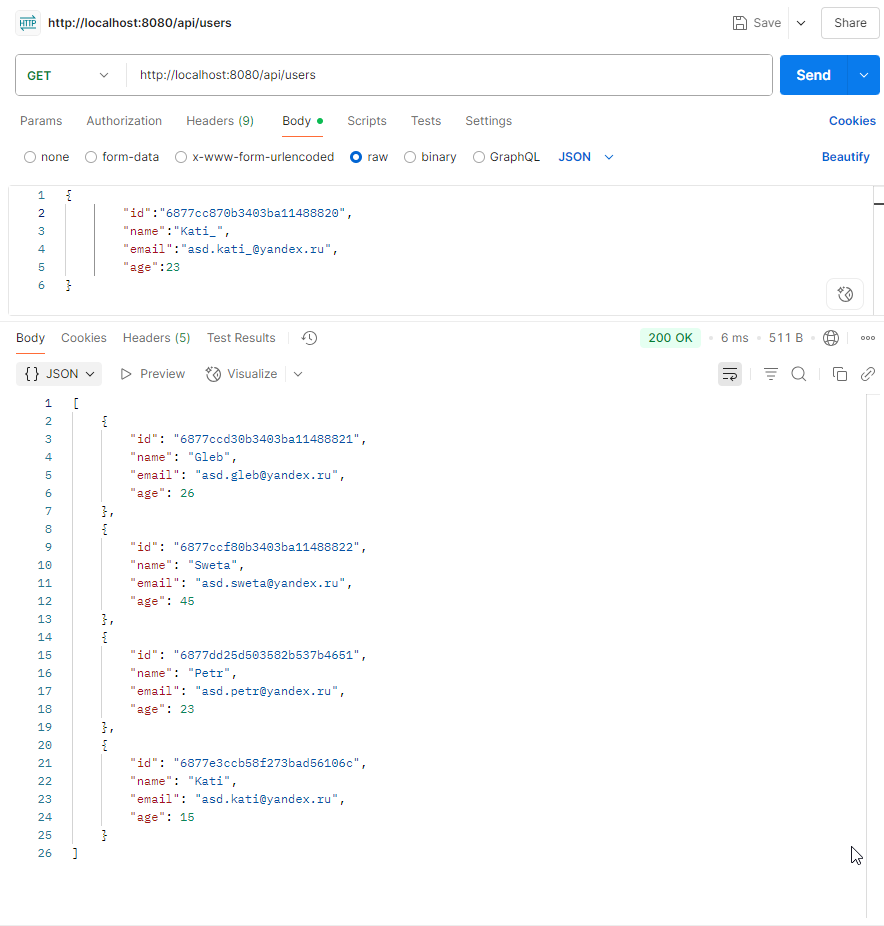 HTTP http://localhost:8080/api/users Save Share
GET http://localhost:8080/api/users Send
Params Authorization Headers (9) Body Scripts Tests Settings Cookies
none form-data x-www-form-urlencoded raw binary GraphQL JSON Beautify
1 {
2 "id":"6877cc870b3403ba11488820",
3 "name":"Kati_",
4 "email":"asd.kati_@yandex.ru",
5 "age":23
6 }
Body Cookies Headers (5) Test Results 200 OK 6 ms 511 B
{} JSON Preview Visualize
1 [
2 {
3 "id": "6877ccd30b3403ba11488821",
4 "name": "Gleb",
5 "email": "asd.gleb@yandex.ru",
6 "age": 26
7 },
8 {
9 "id": "6877ccf80b3403ba11488822",
10 "name": "Sweta",
11 "email": "asd.sweta@yandex.ru",
12 "age": 45
13 },
14 {
15 "id": "6877dd25d503582b537b4651",
16 "name": "Petr",
17 "email": "asd.petr@yandex.ru",
18 "age": 23
19 },
20 {
21 "id": "6877e3ccb58f273bad56106c",
22 "name": "Kati",
23 "email": "asd.kati@yandex.ru",
24 "age": 15
25 }
26 ]